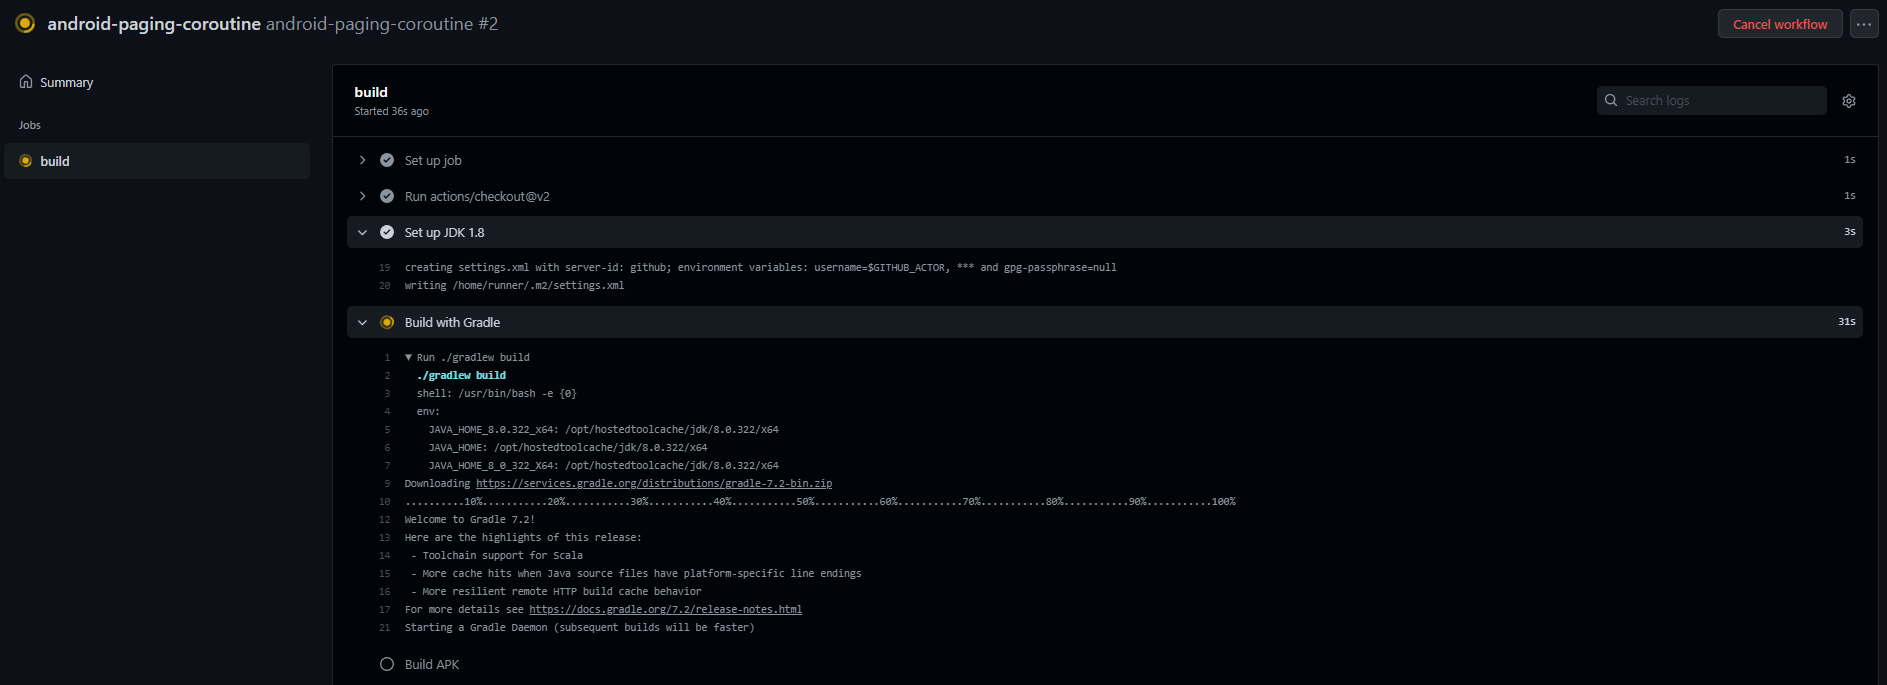 android-paging-coroutine android-paging-coroutine #2
Cancel workflow
Summary
Jobs
build
build
Started 36s ago
Search logs
Set up job 1s
Run actions/checkout@v2 1s
Set up JDK 1.8 3s
19 creating settings.xml with server-id: github; environment variables: username=$GITHUB_ACTOR, *** and gpg-passphrase=null
20 writing /home/runner/.m2/settings.xml
Build with Gradle 31s
1 ▼ Run ./gradlew build
2 ./gradlew build
3 shell: /usr/bin/bash -e {0}
4 env:
5 JAVA_HOME_8.0.322_x64: /opt/hostedtoolcache/jdk/8.0.322/x64
6 JAVA_HOME: /opt/hostedtoolcache/jdk/8.0.322/x64
7 JAVA_HOME_8_0_322_X64: /opt/hostedtoolcache/jdk/8.0.322/x64
9 Downloading https://services.gradle.org/distributions/gradle-7.2-bin.zip
10 ..........10%...........20%...........30%...........40%...........50%...........60%...........70%...........80%...........90%...........100%
12 Welcome to Gradle 7.2!
13 Here are the highlights of this release:
14 - Toolchain support for Scala
15 - More cache hits when Java source files have platform-specific line endings
16 - More resilient remote HTTP build cache behavior
17 For more details see https://docs.gradle.org/7.2/release-notes.html
21 Starting a Gradle Daemon (subsequent builds will be faster)
Build APK